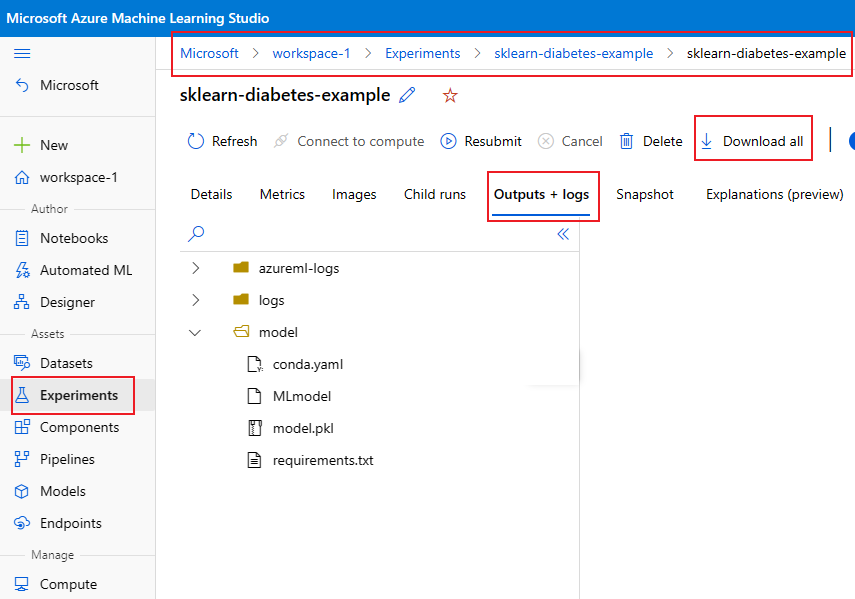 Microsoft Azure Machine Learning Studio
Microsoft > workspace-1 > Experiments > sklearn-diabetes-example > sklearn-diabetes-example
Microsoft
sklearn-diabetes-example
New
workspace-1
Author
Notebooks
Automated ML
Designer
Assets
Datasets
Experiments
Components
Pipelines
Models
Endpoints
Manage
Compute
Refresh Connect to compute Resubmit Cancel Delete Download all
Details Metrics Images Child runs Outputs + logs Snapshot Explanations (preview)
azureml-logs
logs
model
conda.yaml
MLmodel
model.pkl
requirements.txt